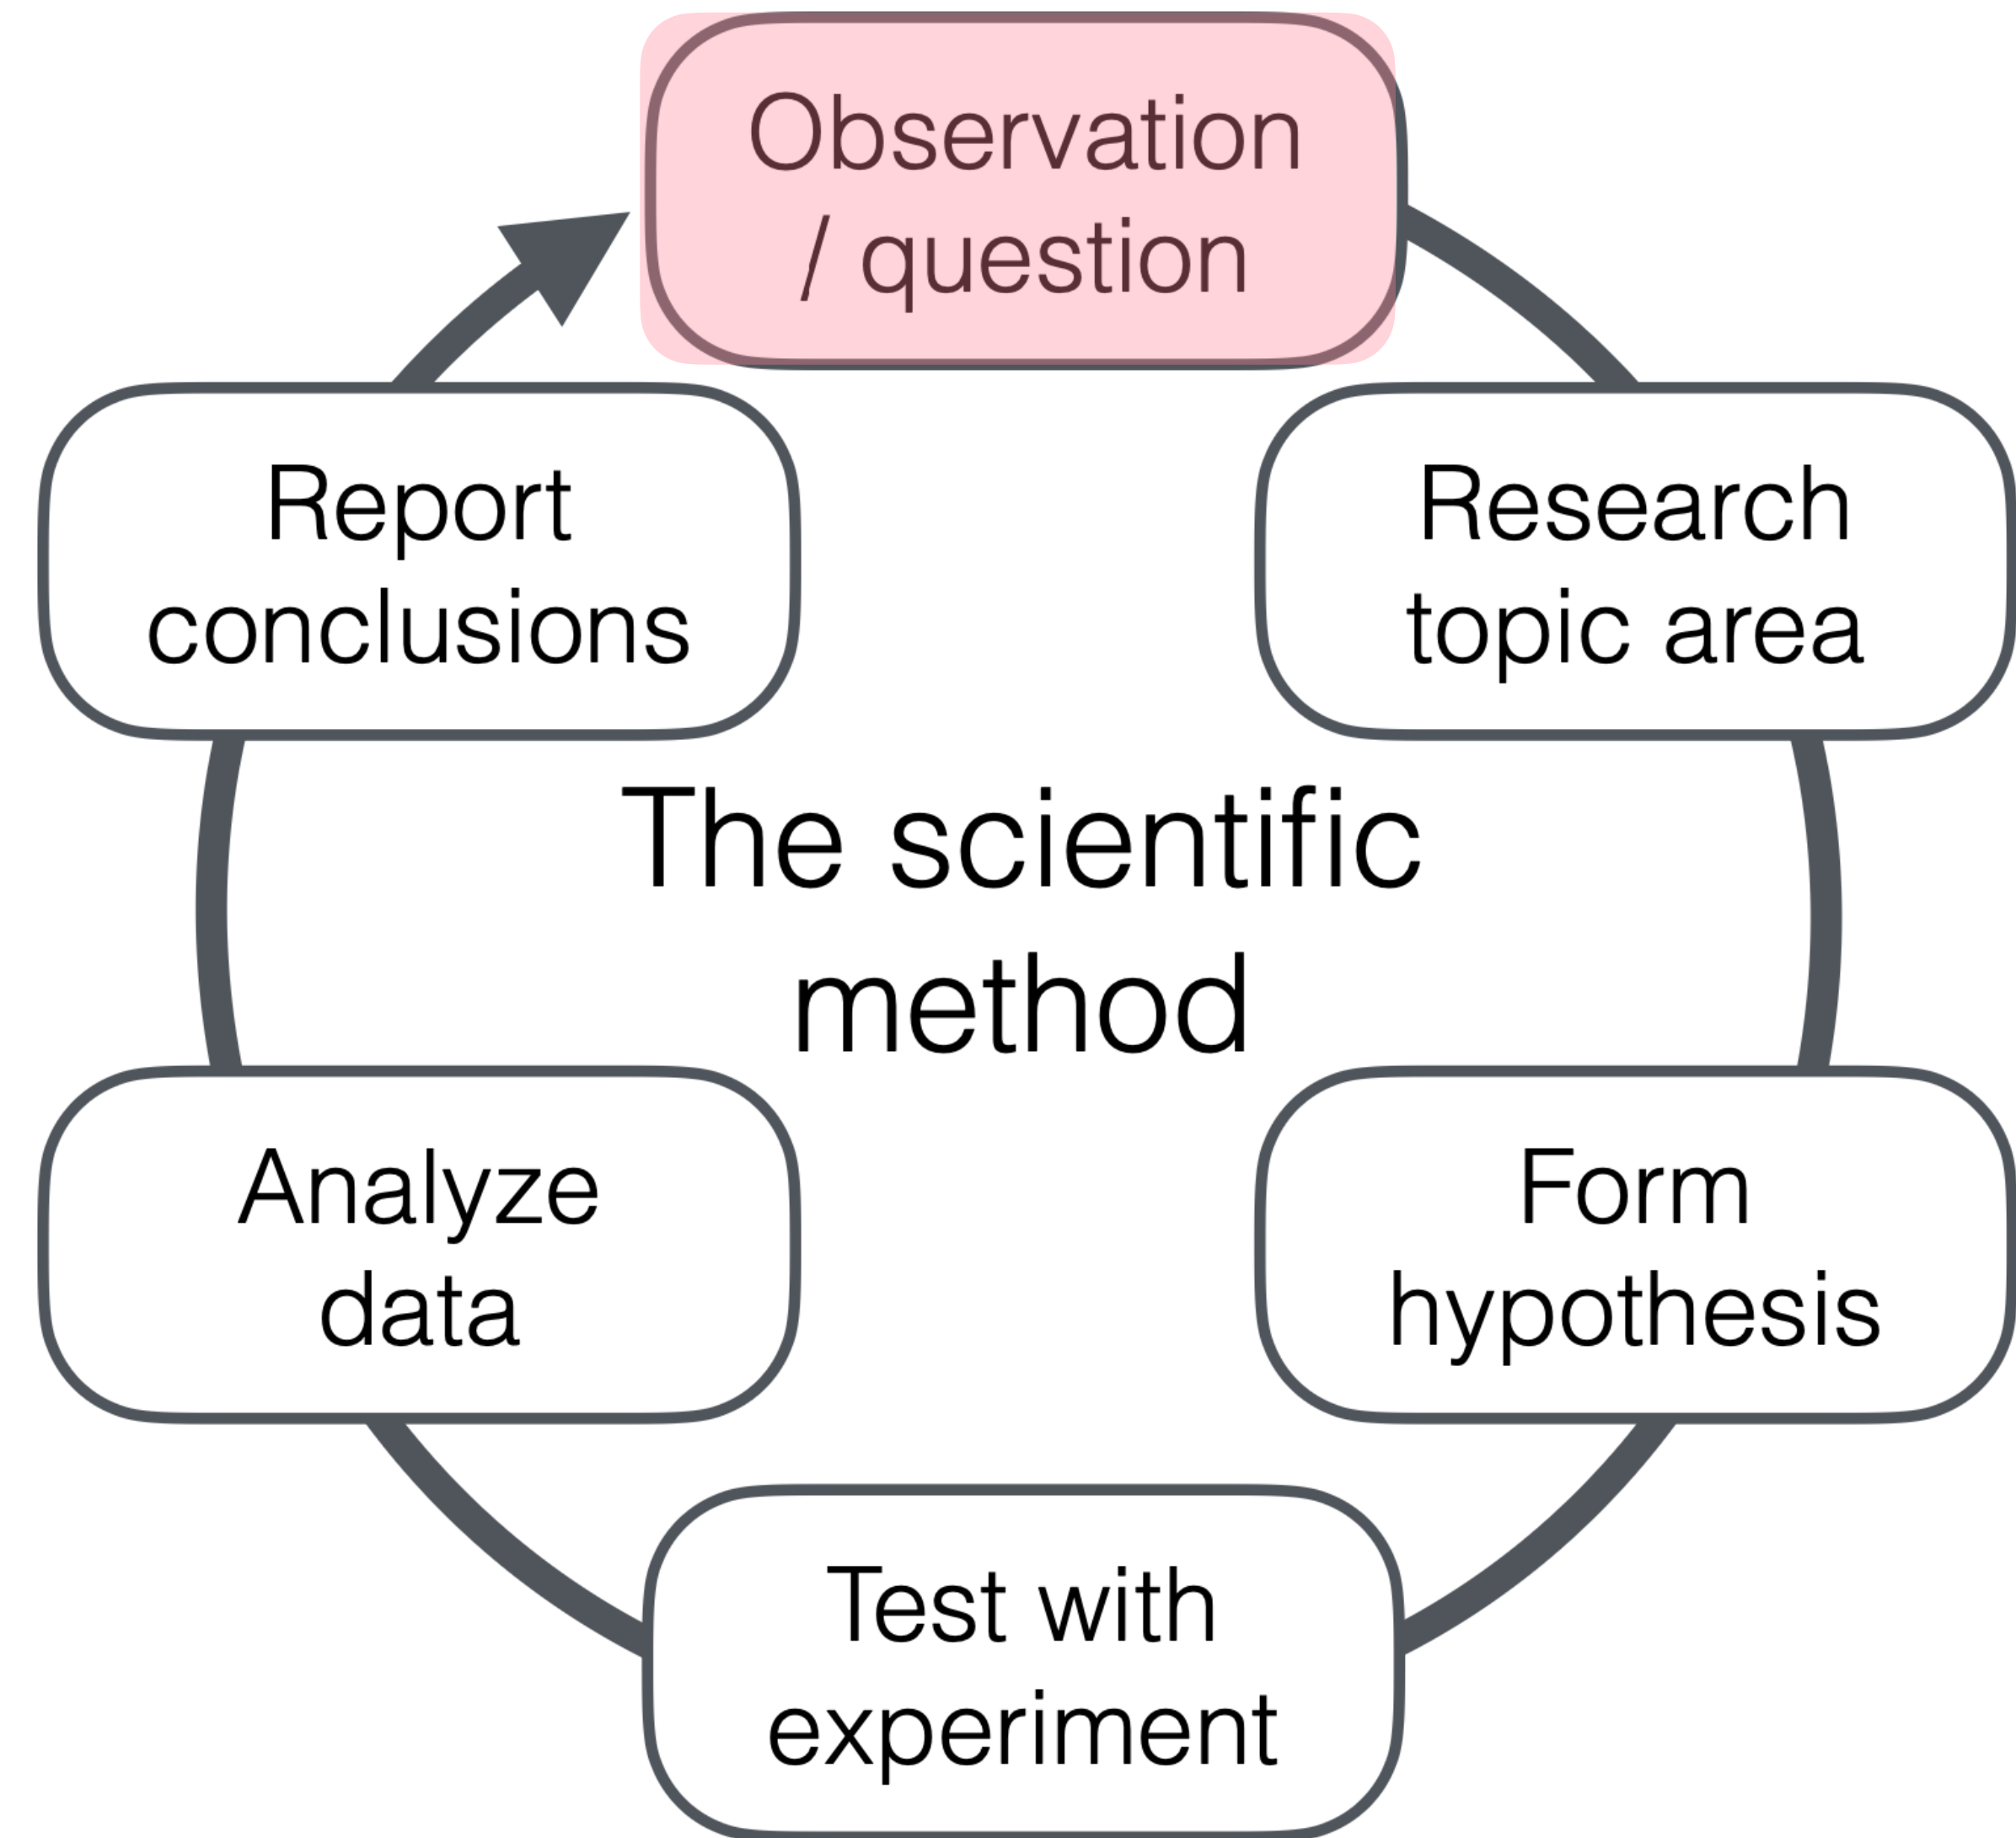 Observation
/ question
Research
topic area
Form
hypothesis
Test with
experiment
Analyze
data
Report
conclusions
The scientific
method